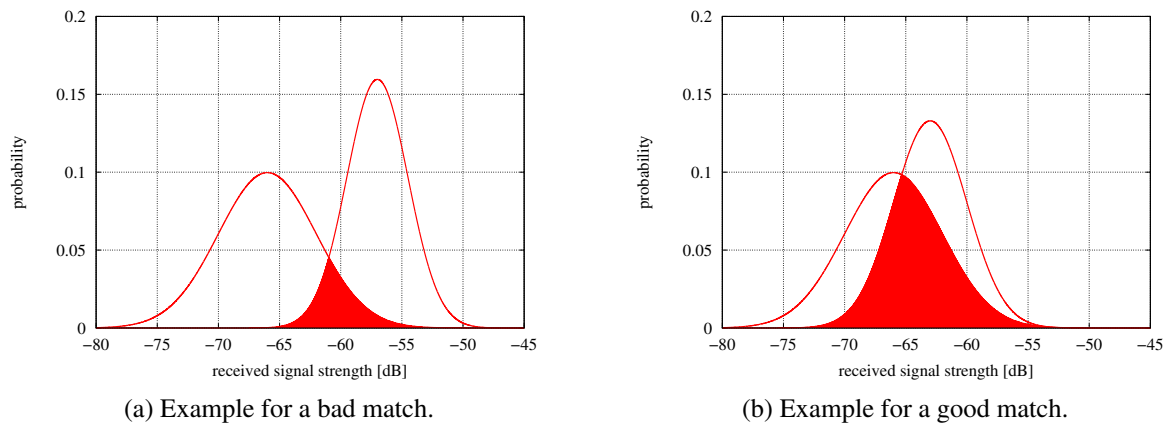 0.2
0.15
0.1
0.05
0
probability
−80 −75 −70 −65 −60 −55 −50 −45
received signal strength [dB]
(a) Example for a bad match.
0.2
0.15
0.1
0.05
0
probability
−80 −75 −70 −65 −60 −55 −50 −45
received signal strength [dB]
(b) Example for a good match.